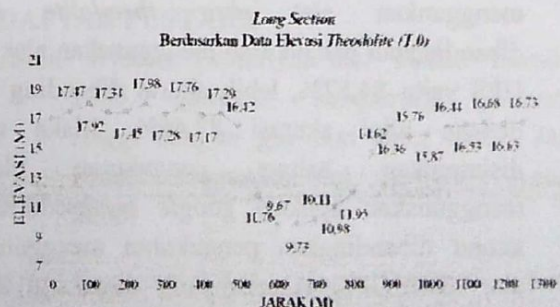 Long Section
Berdasarkan Data Elevasi Theodolite (T.0)
21
19
17
15
13
11
9
7
ELEVASI (M)
17.47 17.31 17.98 17.76 17.29
16.42
17.92 17.45 17.28 17.17
14.62
15.76 16.44 16.68 16.73
16.36 15.87 16.53 16.63
9.67
11.76
9.73
10.98
11.93
0 100 200 300 400 500 600 700 800 900 1000 1100 1200 1300
JARAK (M)